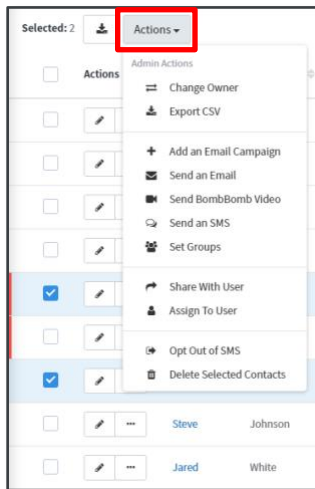 Selected: 2 Actions
Actions
Admin Actions
Change Owner
Export CSV
Add an Email Campaign
Send an Email
Send BombBomb Video
Send an SMS
Set Groups
Share With User
Assign To User
Opt Out of SMS
Delete Selected Contacts
Steve Johnson
Jared White